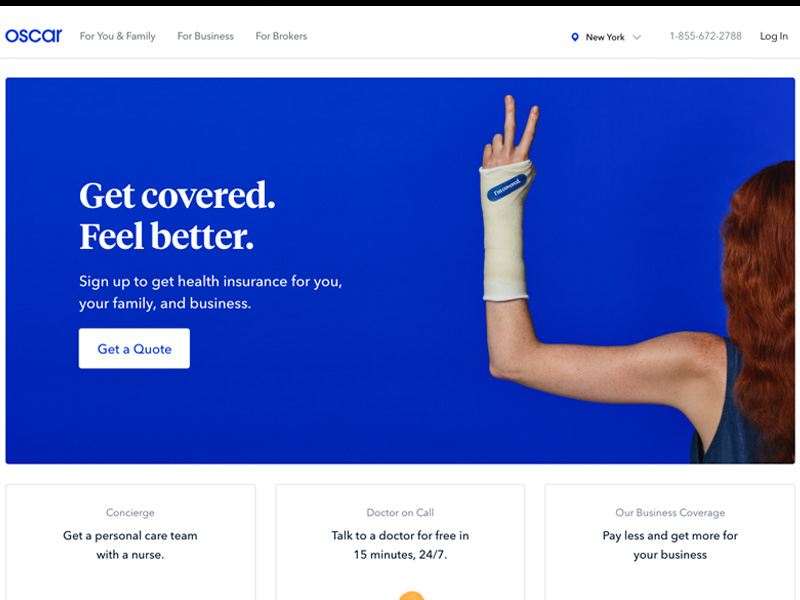 oscar
For You & Family
For Business
For Brokers
New York
1-855-672-2788
Log In
Get covered.
Feel better.
Sign up to get health insurance for you,
your family, and business.
Get a Quote
I'm covered.
Concierge
Get a personal care team
with a nurse.
Doctor on Call
Talk to a doctor for free in
15 minutes, 24/7.
Our Business Coverage
Pay less and get more for
your business